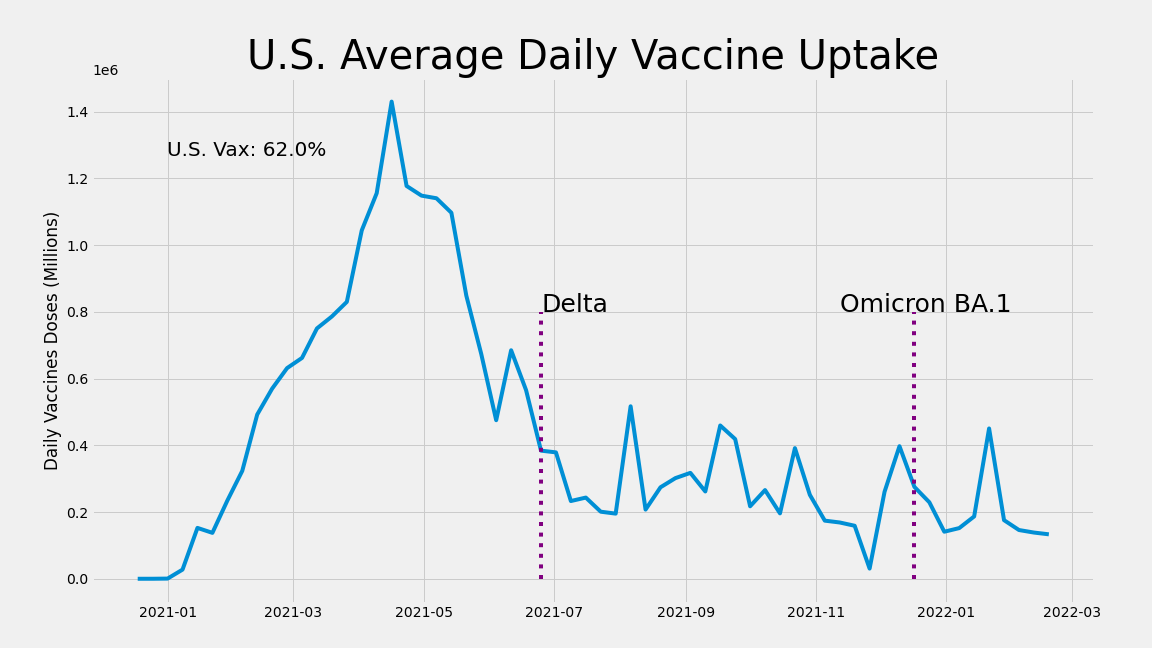 U.S. Average Daily Vaccine Uptake
1e6
1.4
U.S. Vax: 62.0%
1.2
1.0
Daily Vaccines Doses (Millions)
Delta
Omicron BA.1
0.8
0.6
0.4
0.2
0.0
2021-01 2021-03 2021-05 2021-07 2021-09 2021-11 2022-01 2022-03